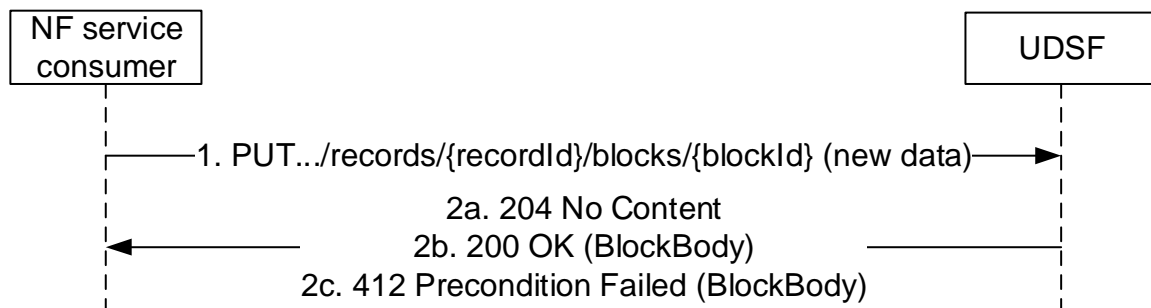 NF service
consumer
UDSF
1. PUT.../records/{recordId}/blocks/{blockId} (new data)
2a. 204 No Content
2b. 200 OK (BlockBody)
2c. 412 Precondition Failed (BlockBody)